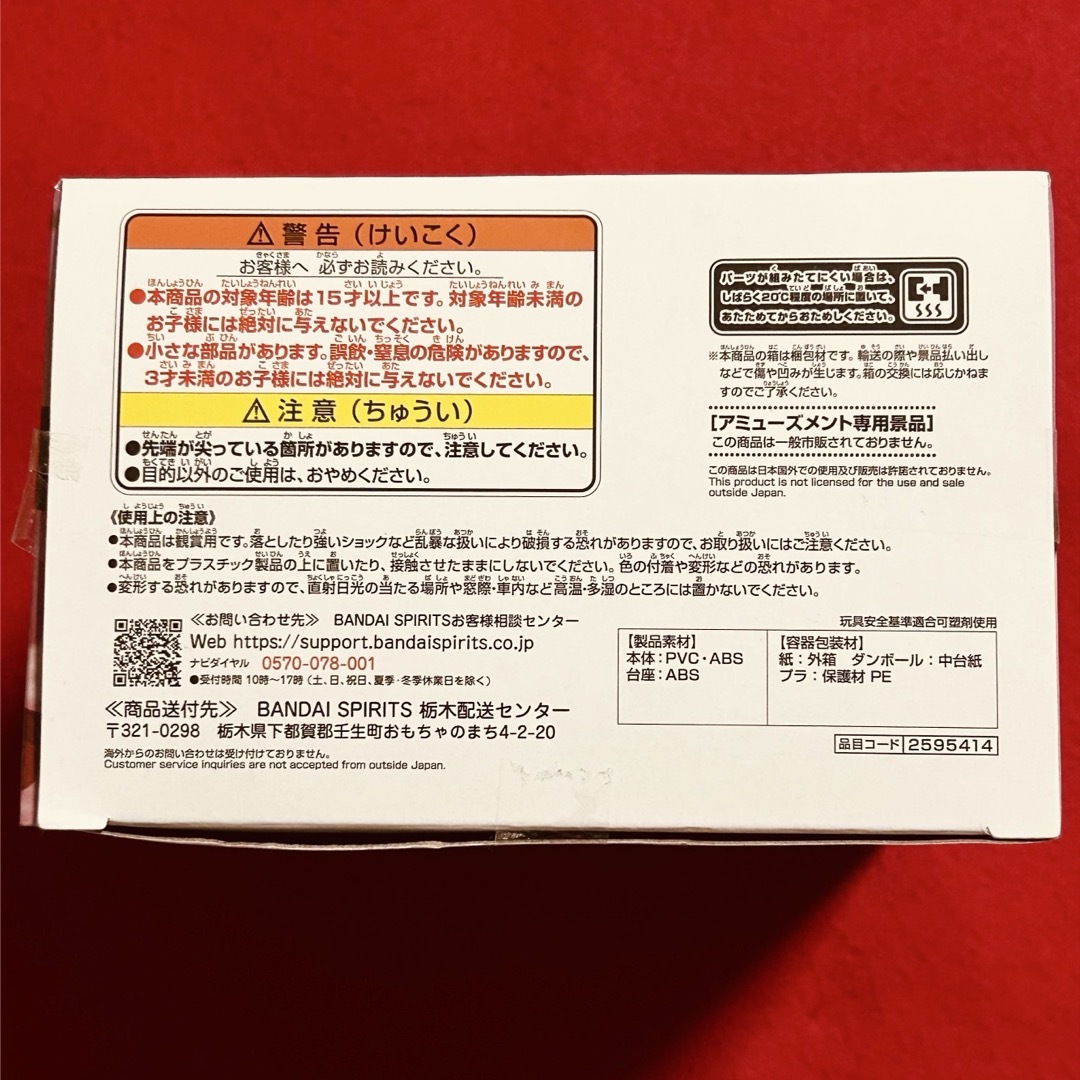 ⚠警告(けいこく)
お客様へ 必ずお読みください。
●本商品の対象年齢は15才以上です。対象年齢未満の
お子様には絶対に与えないでください。
●小さな部品があります。誤飲・窒息の危険がありますので、
3才未満のお子様には絶対に与えないでください。
⚠注意(ちゅうい)
●先端が尖っている箇所がありますので、注意してください。
●目的以外のご使用は、おやめください。
パーツが組みたてにくい場合は、
しばらく20℃程度の場所に置いて、
あたためてからおためしください。
※本商品の箱は梱包材です。輸送の際や景品払い出し
などで傷や凹みが生じます。箱の交換には応じかねま
すのでご了承ください。
[アミューズメント専用景品]
この商品は一般市販されておりません。
この商品は日本国外での使用及び販売は許諾されておりません。
This product is not licensed for the use and sale
outside Japan.
《使用上の注意》
●本商品は観賞用です。落としたり強いショックなど乱暴な扱いにより破損する恐れがありますので、お取り扱いにはご注意ください。
●本商品をプラスチック製品の上に置いたり、接触させたままにしないでください。色の付着や変形などの恐れがあります。
●変形する恐れがありますので、直射日光の当たる場所や窓際・車内など高温・多湿のところには置かないでください。
≪お問い合わせ先≫ BANDAI SPIRITSお客様相談センター
Web https://support.bandaispirits.co.jp
ナビダイヤル 0570-078-001
●受付時間 10時〜17時(土、日、祝日、夏季・冬季休業日を除く)
≪商品送付先≫ BANDAI SPIRITS 栃木配送センター
〒321-0298 栃木県下都賀郡壬生町おもちゃのまち4-2-20
海外からのお問い合わせは受け付けておりません。
Customer service inquiries are not accepted from outside Japan.
玩具安全基準適合可塑剤使用
【製品素材】
本体:PVC・ABS
台座:ABS
【容器包装材】
紙:外箱 ダンボール:中台紙
プラ:保護材 PE
品目コード 2595414